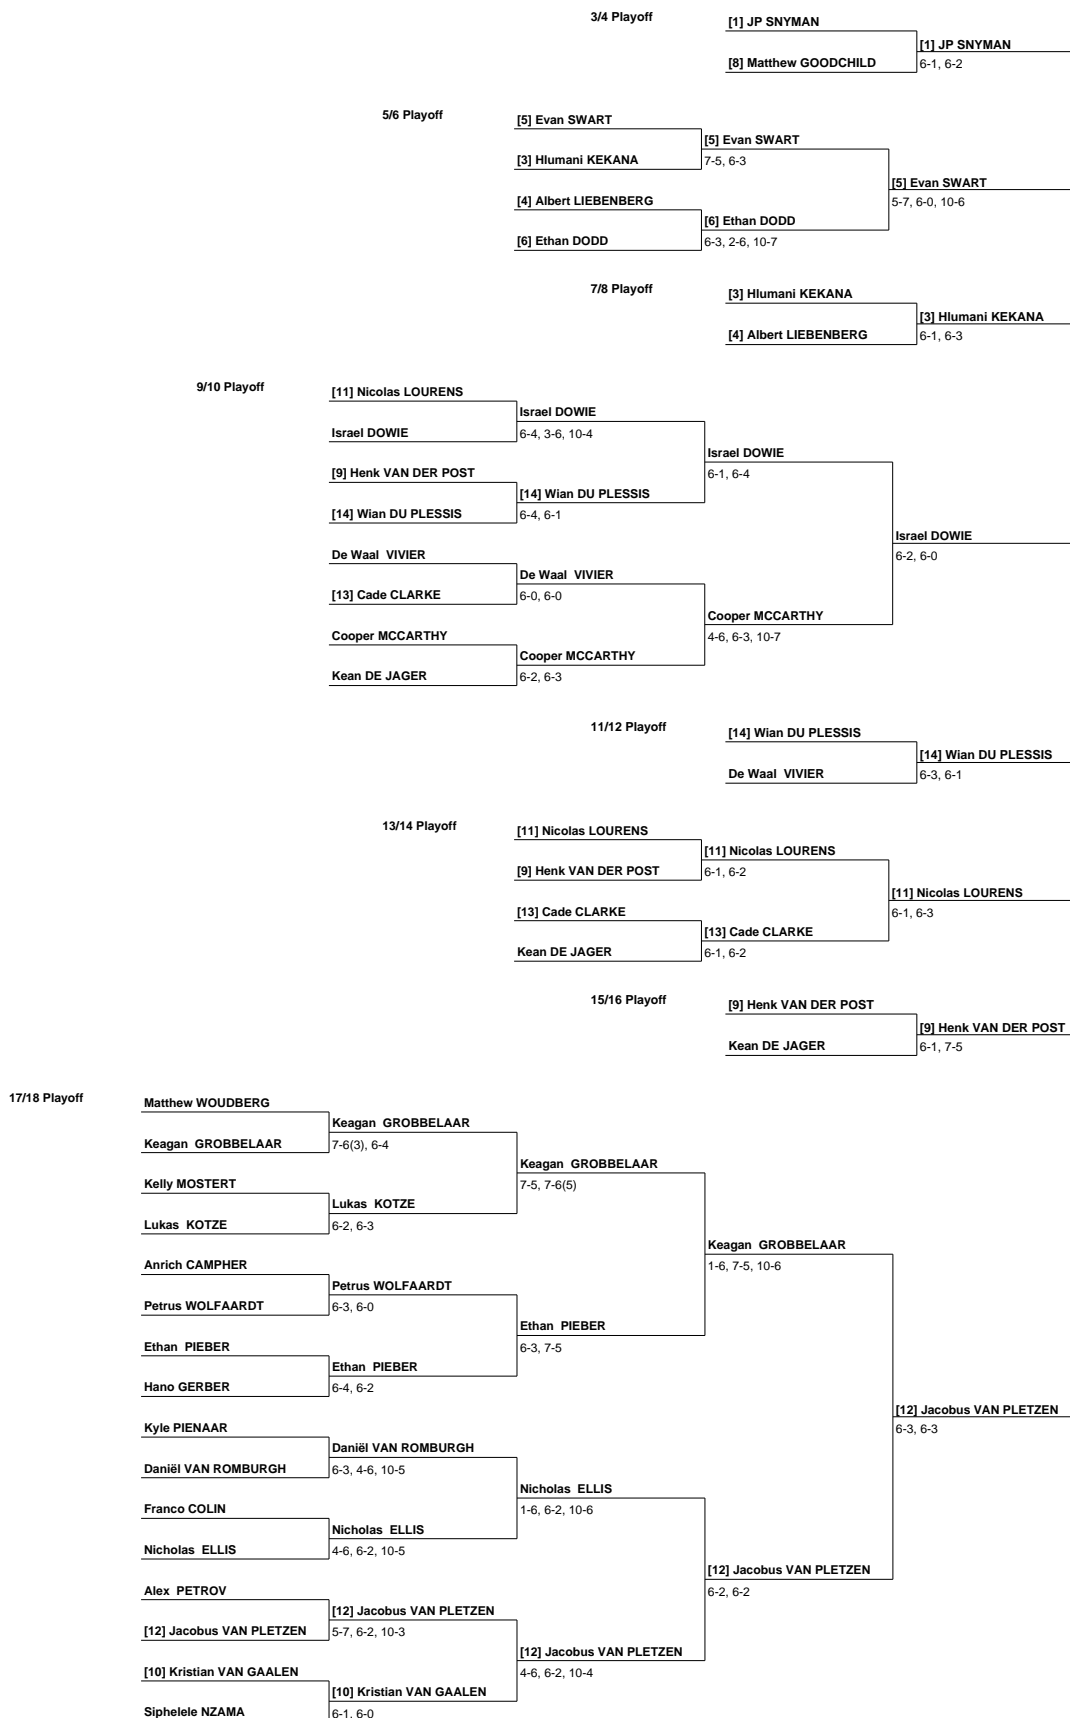 3/4 Playoff
[1] JP SNYMAN
[1] JP SNYMAN
[8] Matthew GOODCHILD
6-1, 6-2
5/6 Playoff
[5] Evan SWART
[5] Evan SWART
[3] Hlumani KEKANA
7-5, 6-3
[5] Evan SWART
[4] Albert LIEBENBERG
5-7, 6-0, 10-6
[6] Ethan DODD
[6] Ethan DODD
6-3, 2-6, 10-7
7/8 Playoff
[3] Hlumani KEKANA
[3] Hlumani KEKANA
[4] Albert LIEBENBERG
6-1, 6-3
9/10 Playoff
[11] Nicolas LOURENS
Israel DOWIE
Israel DOWIE
6-4, 3-6, 10-4
Israel DOWIE
[9] Henk VAN DER POST
6-1, 6-4
[14] Wian DU PLESSIS
[14] Wian DU PLESSIS
6-4, 6-1
Israel DOWIE
De Waal VIVIER
6-2, 6-0
De Waal VIVIER
[13] Cade CLARKE
6-0, 6-0
Cooper MCCARTHY
Cooper MCCARTHY
4-6, 6-3, 10-7
Cooper MCCARTHY
Kean DE JAGER
6-2, 6-3
11/12 Playoff
[14] Wian DU PLESSIS
[14] Wian DU PLESSIS
De Waal VIVIER
6-3, 6-1
13/14 Playoff
[11] Nicolas LOURENS
[11] Nicolas LOURENS
[9] Henk VAN DER POST
6-1, 6-2
[11] Nicolas LOURENS
[13] Cade CLARKE
6-1, 6-3
[13] Cade CLARKE
Kean DE JAGER
6-1, 6-2
15/16 Playoff
[9] Henk VAN DER POST
[9] Henk VAN DER POST
Kean DE JAGER
6-1, 7-5
17/18 Playoff
Matthew WOUDBERG
Keagan GROBBELAAR
Keagan GROBBELAAR
7-6(3), 6-4
Keagan GROBBELAAR
Kelly MOSTERT
7-5, 7-6(5)
Lukas KOTZE
Lukas KOTZE
6-2, 6-3
Keagan GROBBELAAR
Anrich CAMPHER
1-6, 7-5, 10-6
Petrus WOLFAARDT
Petrus WOLFAARDT
6-3, 6-0
Ethan PIEBER
Ethan PIEBER
6-3, 7-5
Ethan PIEBER
Hano GERBER
6-4, 6-2
[12] Jacobus VAN PLETZEN
Kyle PIENAAR
6-3, 6-3
Daniël VAN ROMBURGH
Daniël VAN ROMBURGH
6-3, 4-6, 10-5
Nicholas ELLIS
Franco COLIN
1-6, 6-2, 10-6
Nicholas ELLIS
Nicholas ELLIS
4-6, 6-2, 10-5
[12] Jacobus VAN PLETZEN
Alex PETROV
6-2, 6-2
[12] Jacobus VAN PLETZEN
[12] Jacobus VAN PLETZEN
5-7, 6-2, 10-3
[12] Jacobus VAN PLETZEN
[10] Kristian VAN GAALEN
4-6, 6-2, 10-4
[10] Kristian VAN GAALEN
Siphelele NZAMA
6-1, 6-0